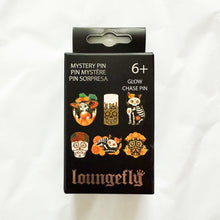 MYSTERY PIN
PIN MYSTÈRE
PIN SORPRESA
6+
GLOW
CHASE PIN
loungefly